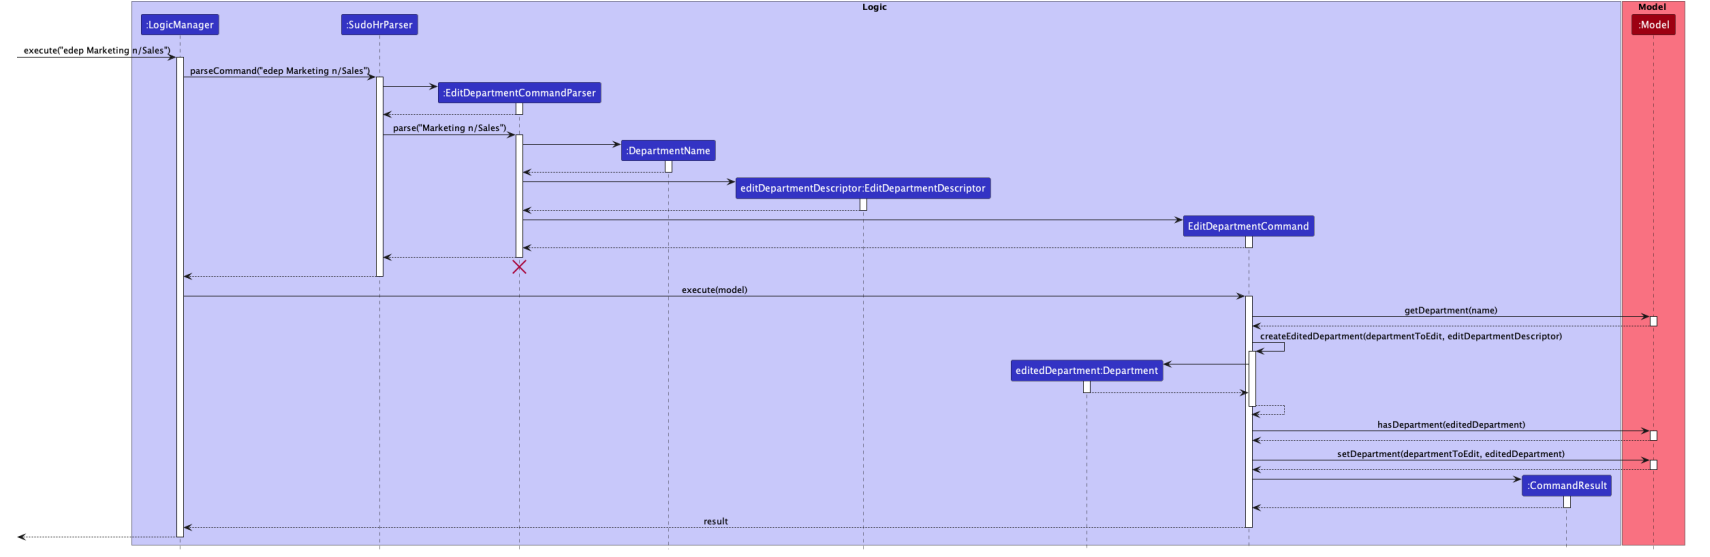 Logic
Model
:LogicManager
:SudoHrParser
:Model
execute("edep Marketing n/Sales")
parseCommand("edep Marketing n/Sales")
:EditDepartmentCommandParser
parse("Marketing n/Sales")
:DepartmentName
editDepartmentDescriptor:EditDepartmentDescriptor
EditDepartmentCommand
execute(model)
getDepartment(name)
createEditedDepartment(departmentToEdit, editDepartmentDescriptor)
editedDepartment:Department
hasDepartment(editedDepartment)
setDepartment(departmentToEdit, editedDepartment)
:CommandResult
result